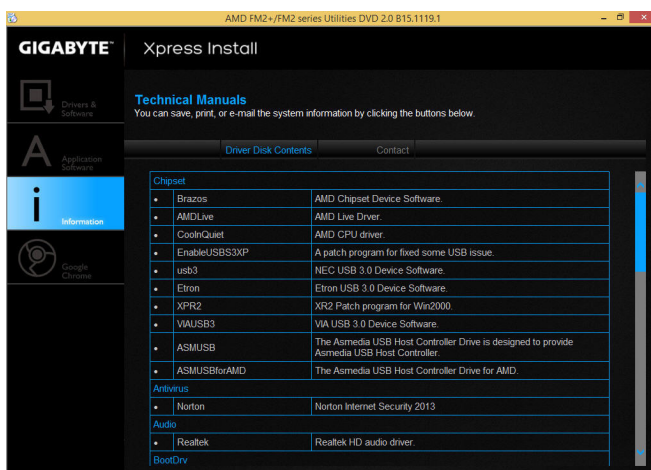 AMD FM2+/FM2 series Utilities DVD 2.0 B15.1119.1
GIGABYTE™
Xpress Install
Drivers &
Software
Application
Software
Information
Google
Chrome
Technical Manuals
You can save, print, or e-mail the system information by clicking the buttons below.
Driver Disk Contents Contact
Chipset
• Brazos AMD Chipset Device Software.
• AMDLive AMD Live Drver.
• CoolnQuiet AMD CPU driver.
• EnableUSBS3XP A patch program for fixed some USB issue.
• usb3 NEC USB 3.0 Device Software.
• Etron Etron USB 3.0 Device Software.
• XPR2 XR2 Patch program for Win2000.
• VIAUSB3 VIA USB 3.0 Device Software.
• ASMUSB The Asmedia USB Host Controller Drive is designed to provide
Asmedia USB Host Controller.
• ASMUSBforAMD The Asmedia USB Host Controller Drive for AMD.
Antivirus
• Norton Norton Internet Security 2013
Audio
• Realtek Realtek HD audio driver.
BootDrv